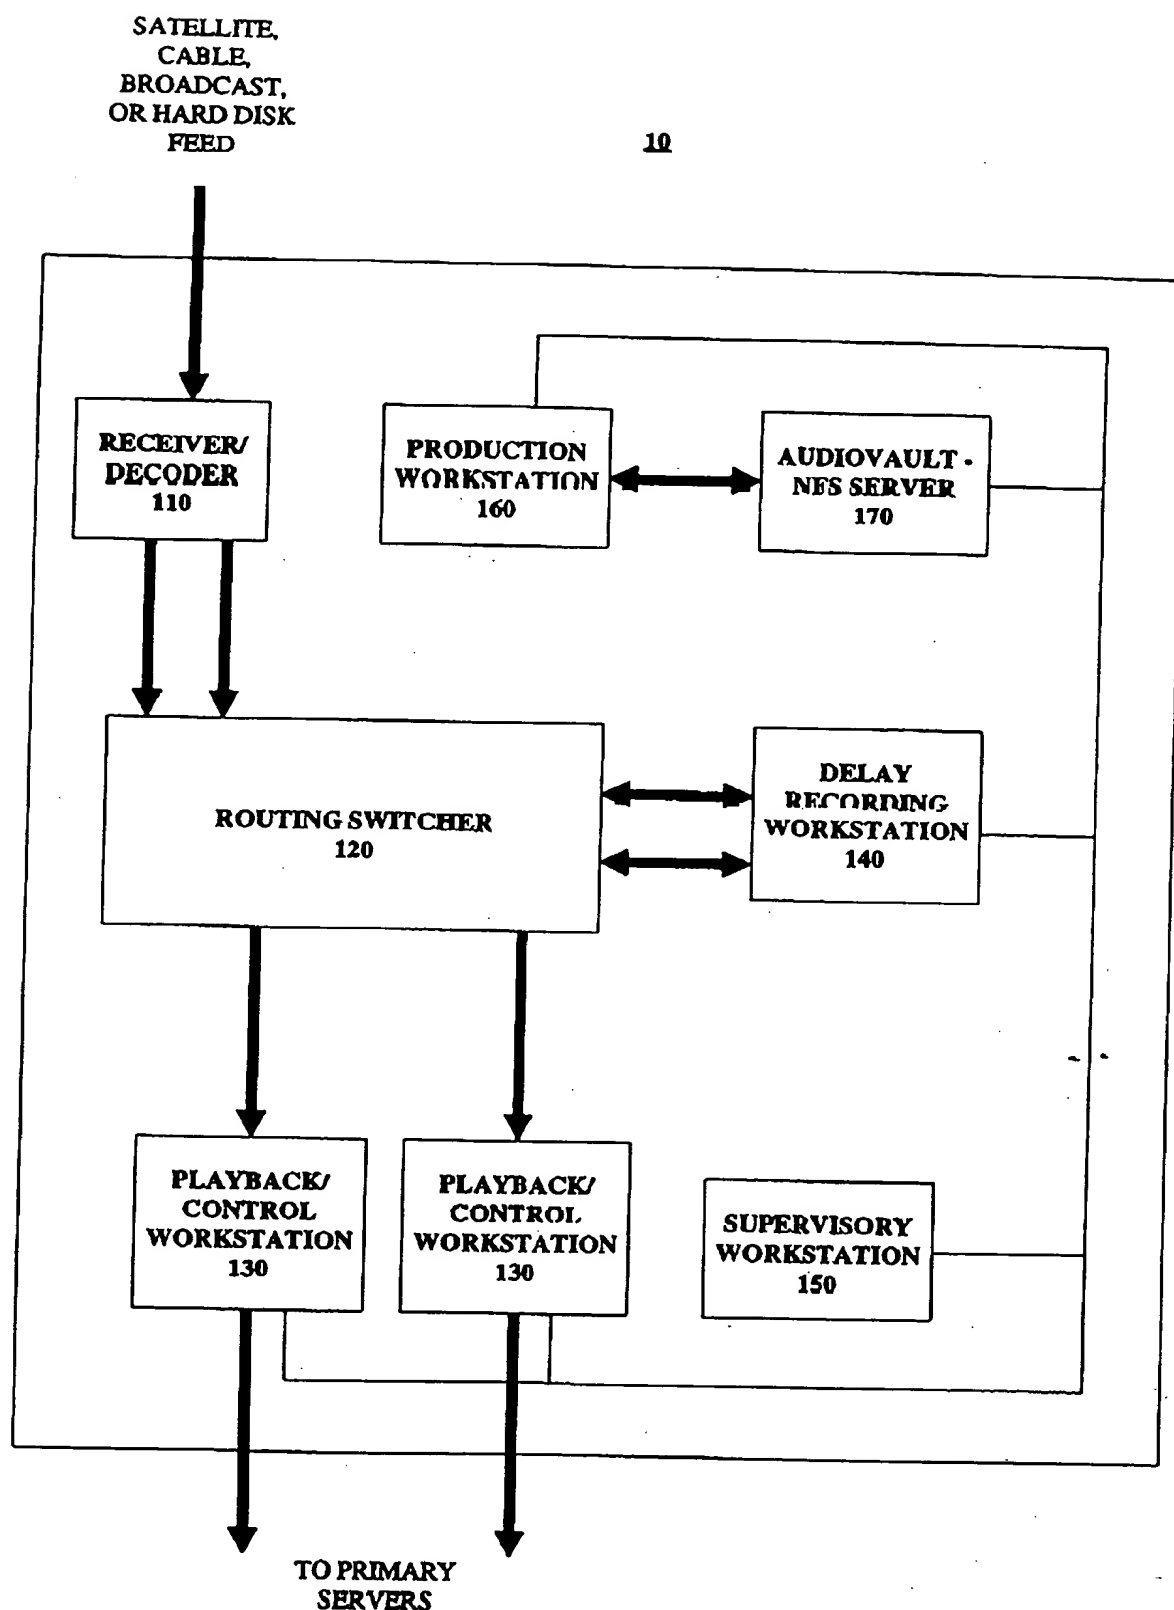 SATELLITE,
CABLE,
BROADCAST,
OR HARD DISK
FEED
10
RECEIVER/
DECODER
110
PRODUCTION
WORKSTATION
160
AUDIOVAULT -
NFS SERVER
170
ROUTING SWITCHER
120
DELAY
RECORDING
WORKSTATION
140
PLAYBACK/
CONTROL
WORKSTATION
130
PLAYBACK/
CONTROL
WORKSTATION
130
SUPERVISORY
WORKSTATION
150
TO PRIMARY
SERVERS